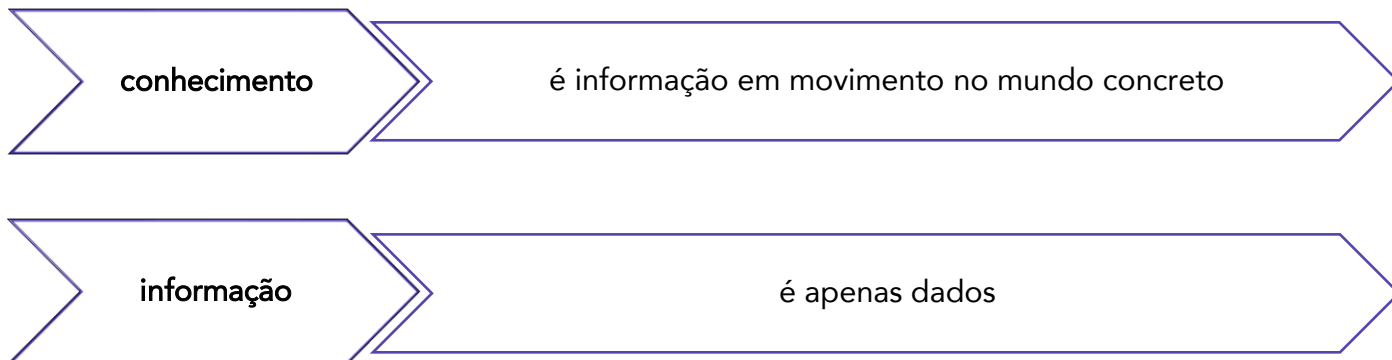 conhecimento
é informação em movimento no mundo concreto
informação
é apenas dados